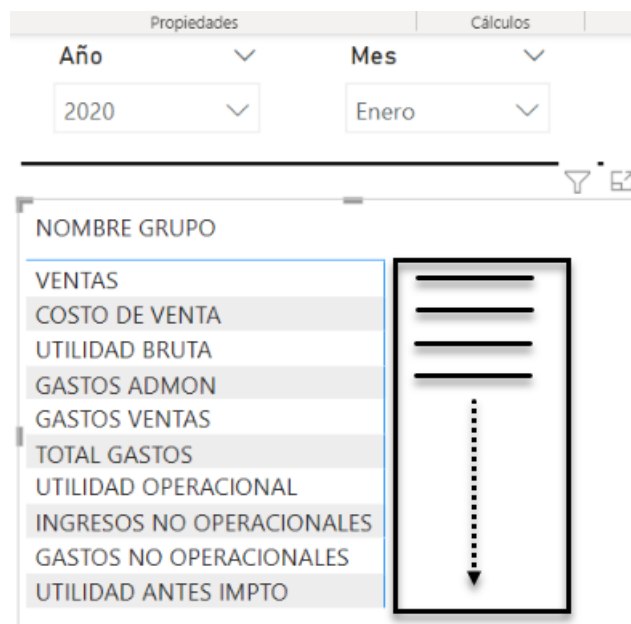 Propiedades Cálculos
Año Mes
2020 Enero
NOMBRE GRUPO
VENTAS
COSTO DE VENTA
UTILIDAD BRUTA
GASTOS ADMON
GASTOS VENTAS
TOTAL GASTOS
UTILIDAD OPERACIONAL
INGRESOS NO OPERACIONALES
GASTOS NO OPERACIONALES
UTILIDAD ANTES IMPTO